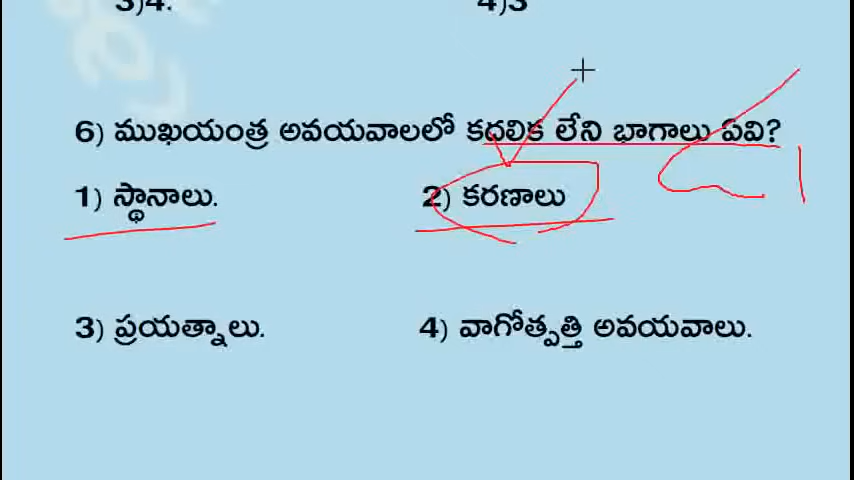 3)4. 4)3
6) ముఖయంత్ర అవయవాలలో కదలిక లేని భాగాలు ఏవి?
1) స్థానాలు. 2) కరణాలు
3) ప్రయత్నాలు. 4) వాగోత్పత్తి అవయవాలు.